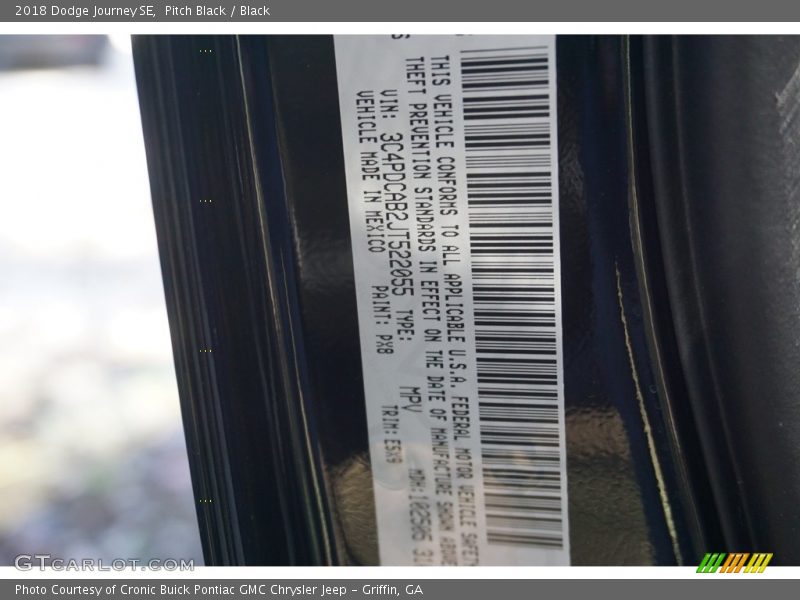 2018 Dodge Journey SE, Pitch Black / Black
THIS VEHICLE CONFORMS TO ALL APPLICABLE U.S.A. FEDERAL MOTOR VEHICLE SAFETY
THEFT PREVENTION STANDARDS IN EFFECT ON THE DATE OF MANUFACTURE SHOWN ABOVE
VIN: 3C4PDCAB2JT522055 TYPE: MPV MDH: 102506
VEHICLE MADE IN MEXICO PAINT: PX8 TRIM: E5X9
GTCARLOT.COM
Photo Courtesy of Cronic Buick Pontiac GMC Chrysler Jeep - Griffin, GA